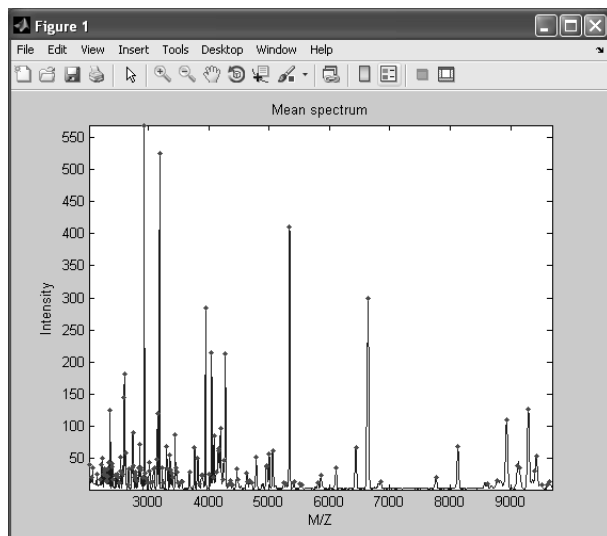 Figure 1
File Edit View Insert Tools Desktop Window Help
Mean spectrum
550
500
450
400
350
300
250
200
150
100
50
Intensity
3000 4000 5000 6000 7000 8000 9000
M/Z